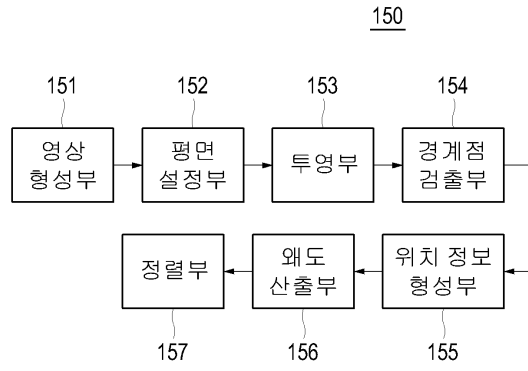 150
151
152
153
154
영상
형성부
평면
설정부
투영부
경계점
검출부
정렬부
왜도
산출부
위치 정보
형성부
157
156
155